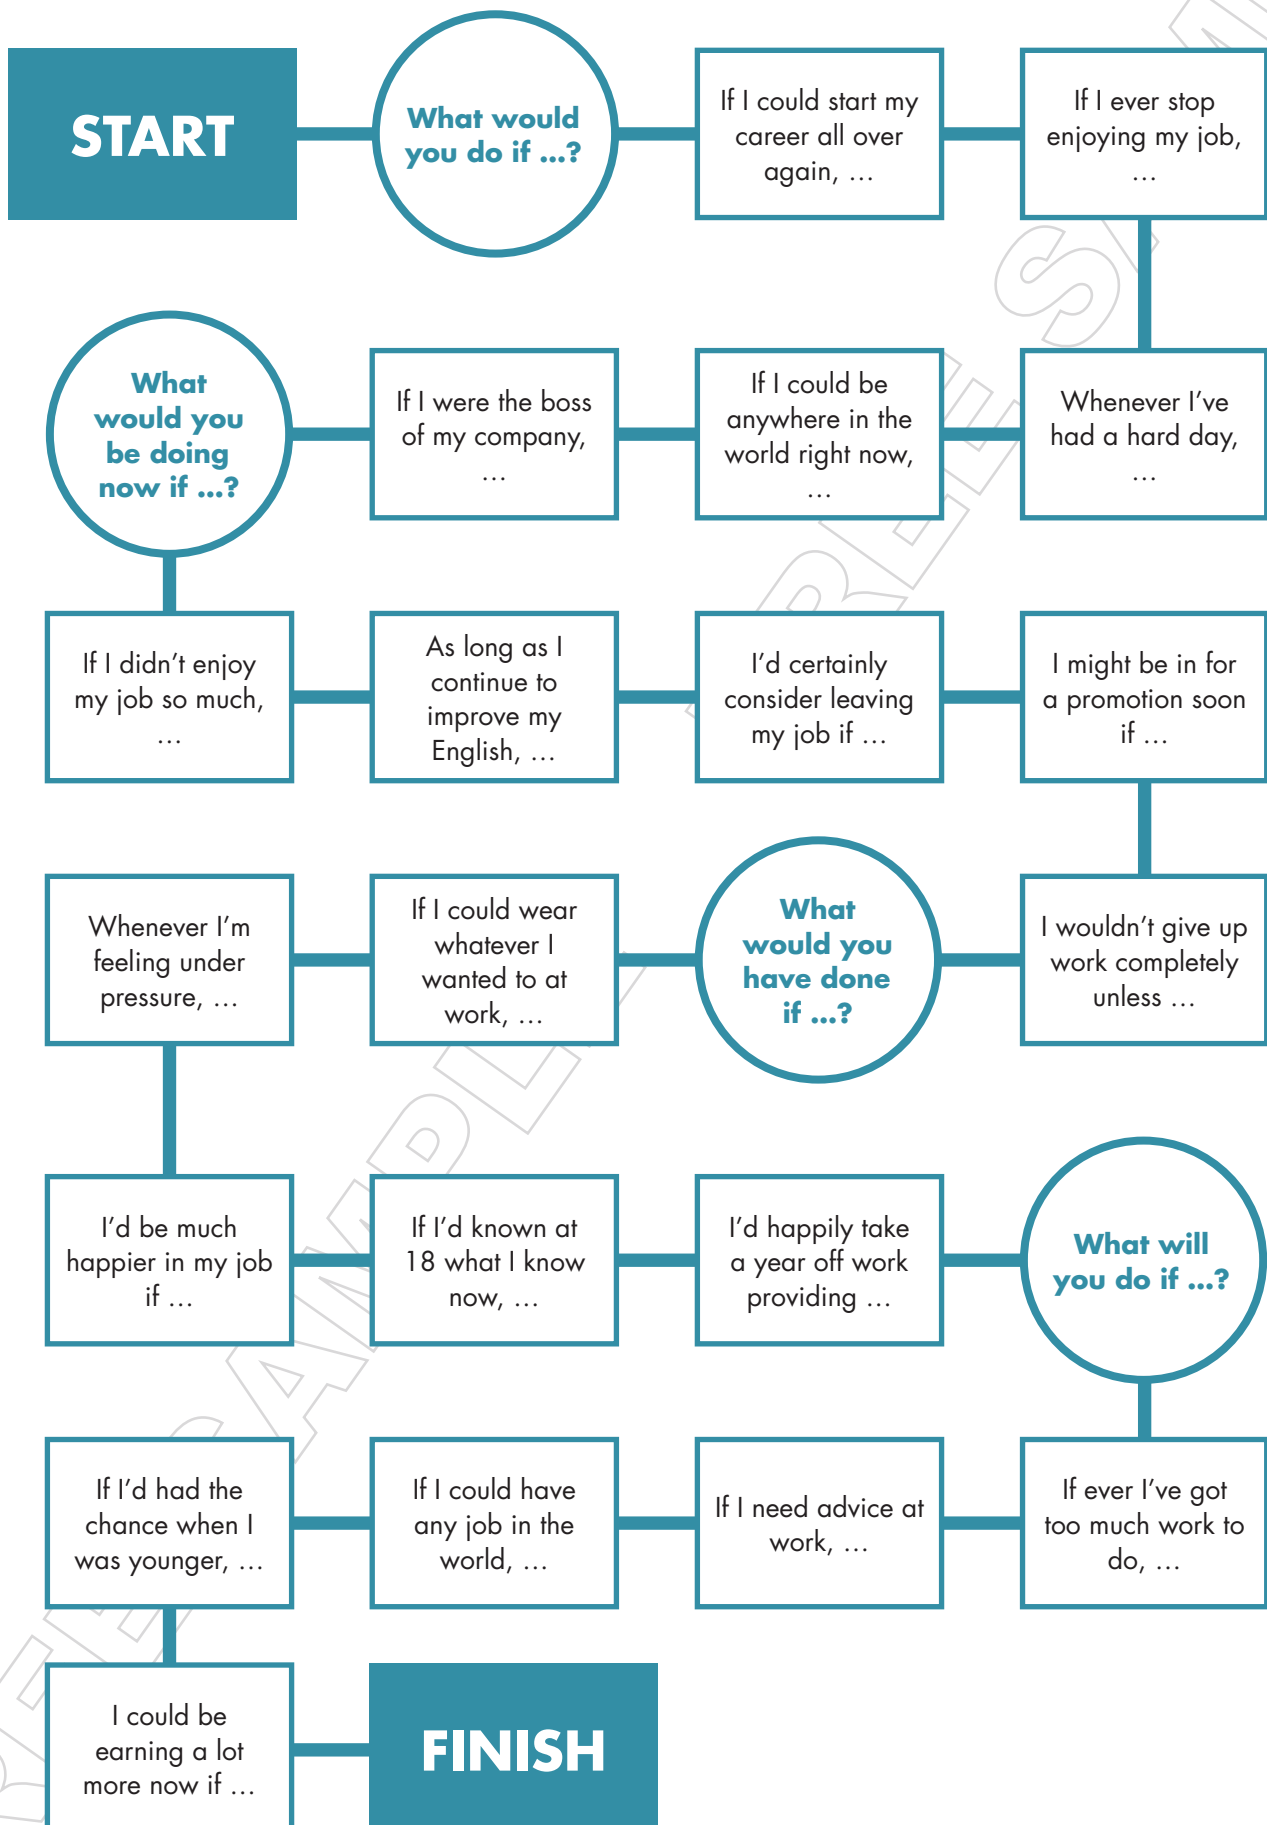 START
What would
you do if ...?
If I could start my
career all over
again, ...
If I ever stop
enjoying my job,
...
Whenever I've
had a hard day,
...
If I could be
anywhere in the
world right now,
...
If I were the boss
of my company,
...
What
would you
be doing
now if ...?
If I didn't enjoy
my job so much,
...
As long as I
continue to
improve my
English, ...
I'd certainly
consider leaving
my job if ...
I might be in for
a promotion soon
if ...
I wouldn't give up
work completely
unless ...
What
would you
have done
if ...?
If I could wear
whatever I
wanted to at
work, ...
Whenever I'm
feeling under
pressure, ...
I'd be much
happier in my job
if ...
If I'd known at
18 what I know
now, ...
I'd happily take
a year off work
providing ...
What will
you do if ...?
If ever I've got
too much work to
do, ...
If I need advice at
work, ...
If I could have
any job in the
world, ...
If I'd had the
chance when I
was younger, ...
I could be
earning a lot
more now if ...
FINISH
FREE SAMPLE